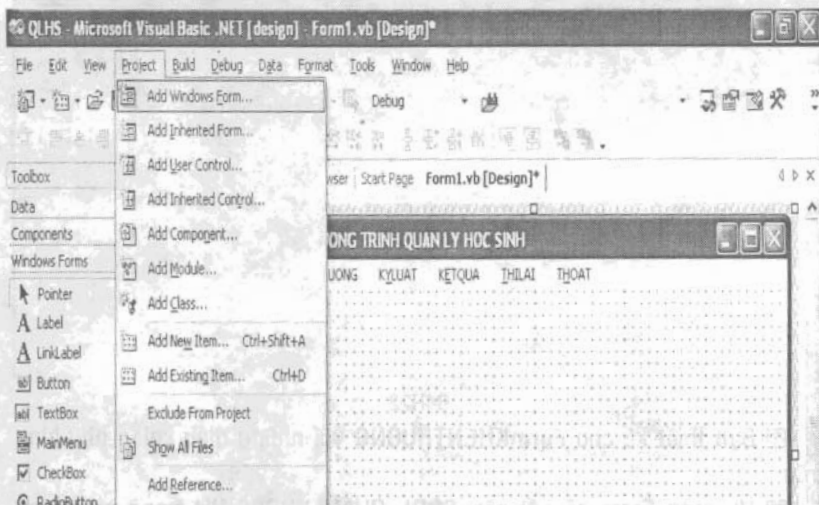 QLHS - Microsoft Visual Basic .NET [design] - Form1.vb [Design]*
File Edit View Project Build Debug Data Format Tools Window Help
Add Windows Form...
Debug
Add Inherited Form...
Add User Control...
Toolbox
wser Start Page Form1.vb [Design]*
Data
Add Inherited Control...
Components
Add Component...
ONG TRINH QUAN LY HOC SINH
Windows Forms
Add Module...
UONG KYLUAT KETQUA THILAI THOAT
Pointer
Add Class...
Label
Add New Item... Ctrl+Shift+A
LinkLabel
Add Existing Item... Ctrl+D
Button
TextBox
Exclude From Project
MainMenu
Show All Files
CheckBox
Add Reference...
RadioButton